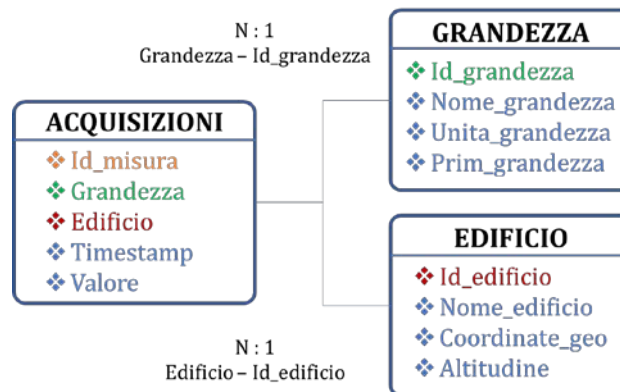 N : 1
Grandezza – Id_grandezza
GRANDEZZA
❖ Id_grandezza
❖ Nome_grandezza
❖ Unita_grandezza
❖ Prim_grandezza
ACQUISIZIONI
❖ Id_misura
❖ Grandezza
❖ Edificio
❖ Timestamp
❖ Valore
EDIFICIO
❖ Id_edificio
❖ Nome_edificio
❖ Coordinate_geo
❖ Altitudine
N : 1
Edificio – Id_edificio